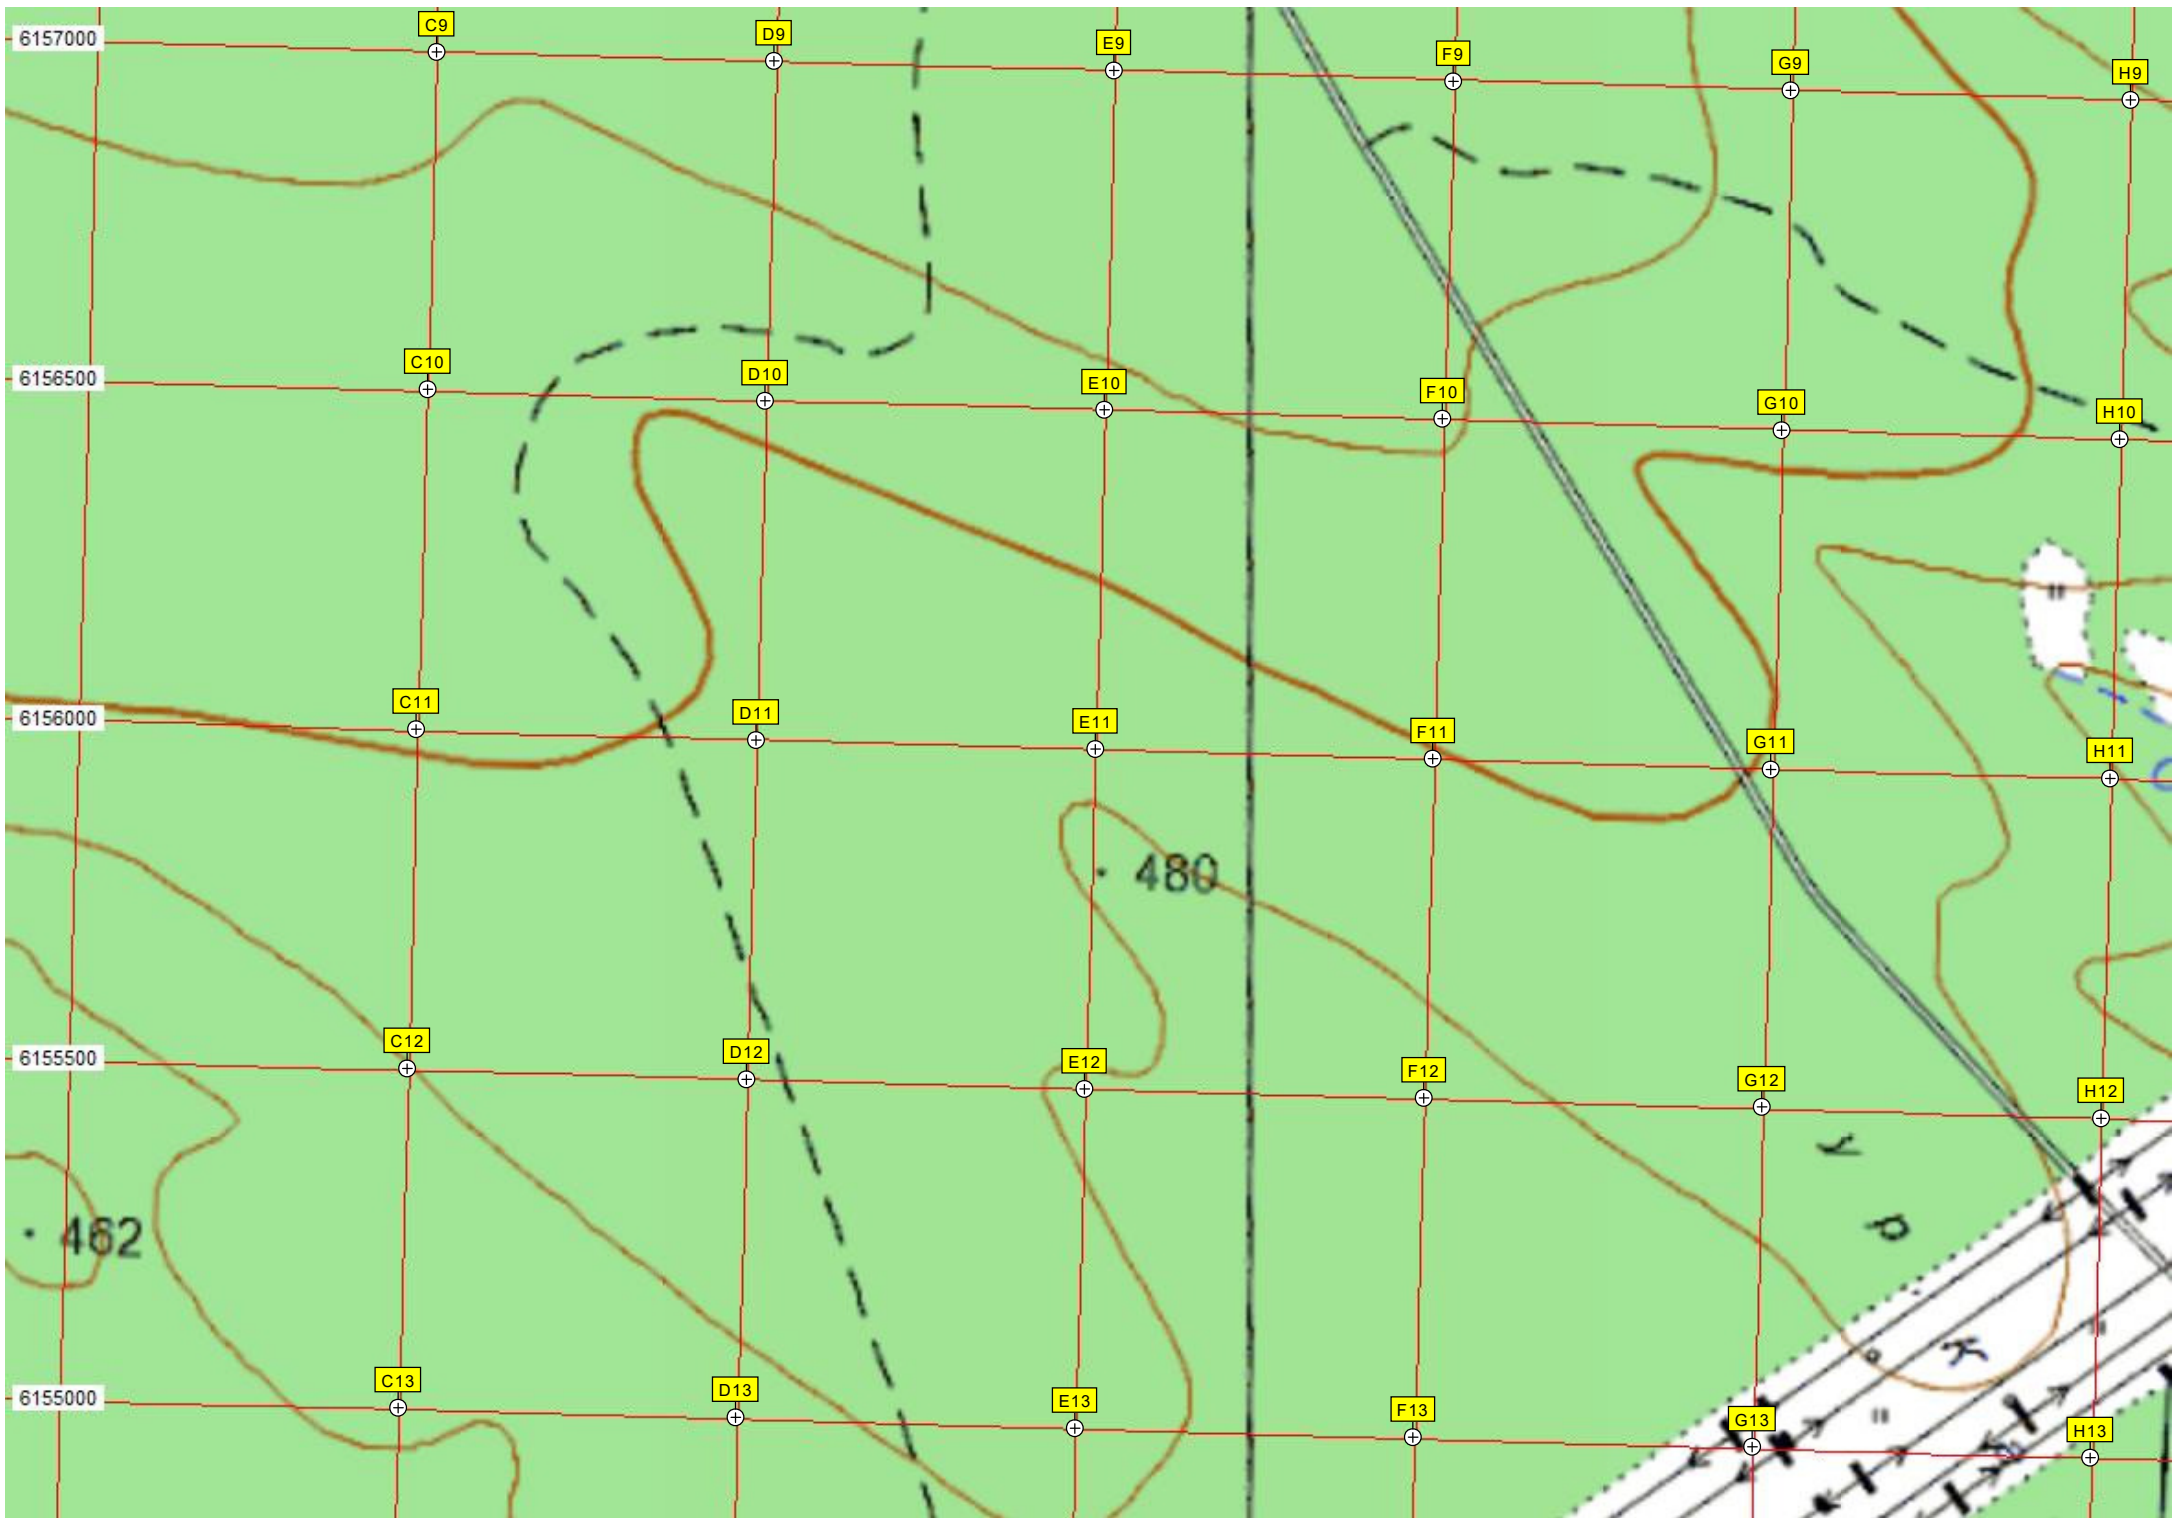 6157000 C9 D9 E9 F9 G9 H9
6156500 C10 D10 E10 F10 G10 H10
6156000 C11 D11 E11 F11 G11 H11
480
6155500 C12 D12 E12 F12 G12 H12
у
р
462
к
6155000 C13 D13 E13 F13 G13 H13